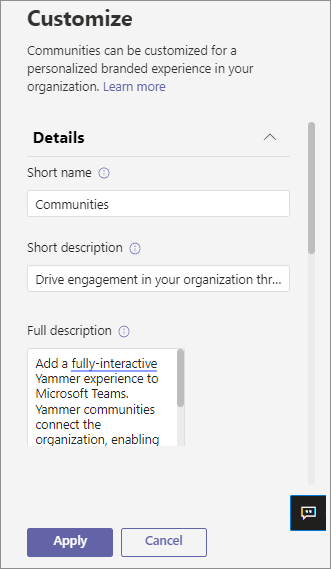 Customize
Communities can be customized for a
personalized branded experience in your
organization. Learn more
Details
Short name
Communities
Short description
Drive engagement in your organization thr...
Full description
Add a fully-interactive
Yammer experience to
Microsoft Teams.
Yammer communities
connect the
organization, enabling
Apply
Cancel